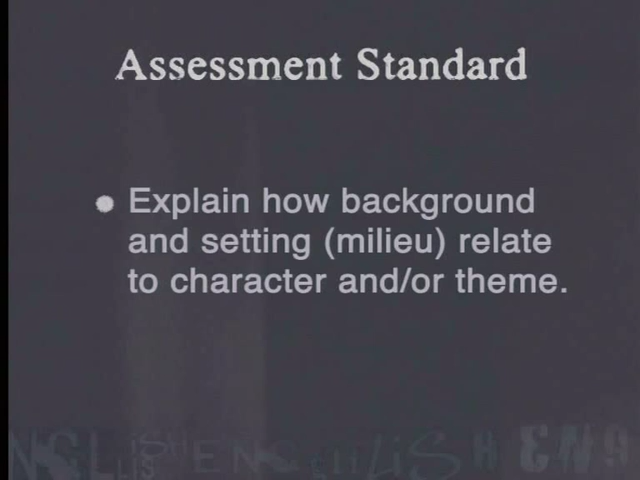 Assessment Standard
Explain how background
and setting (milieu) relate
to character and/or theme.